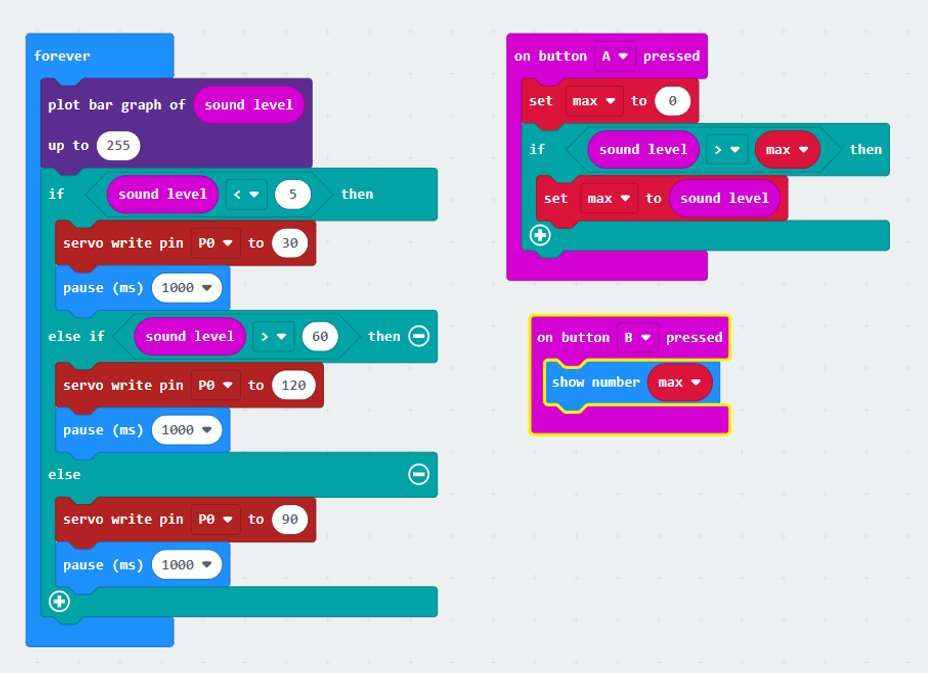 forever
plot bar graph of sound level
up to 255
if sound level < 5 then
servo write pin P0 to 30
pause (ms) 1000
else if sound level > 60 then
servo write pin P0 to 120
pause (ms) 1000
else
servo write pin P0 to 90
pause (ms) 1000
on button A pressed
set max to 0
if sound level > max then
set max to sound level
on button B pressed
show number max